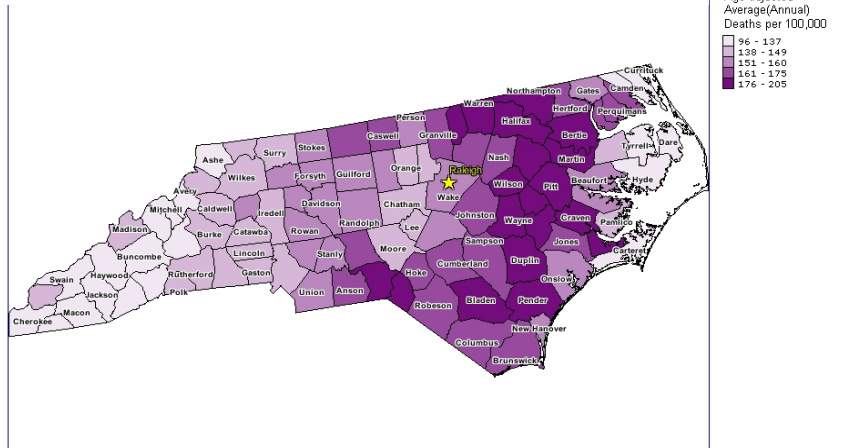 Average(Annual)
Deaths per 100,000
96 - 137
138 - 149
151 - 160
161 - 175
176 - 205
Currituck
Camden
Gates
Northampton
Hertford
Perquimans
Warren
Halifax
Bertie
Person
Caswell
Granville
Stokes
Surry
Ashe
Tyrrell
Dare
Martin
Nash
Orange
Raleigh
Wilkes
Forsyth
Guilford
Avery
Wilson
Pitt
Beaufort
Hyde
Wake
Davidson
Chatham
Mitchell
Caldwell
Iredell
Randolph
Johnston
Wayne
Craven
Pamlico
Madison
Burke
Catawba
Rowan
Lee
Sampson
Jones
Carteret
Buncombe
Lincoln
Stanly
Moore
Cumberland
Duplin
Swain
Haywood
Rutherford
Gaston
Hoke
Onslow
Polk
Union
Anson
Jackson
Robeson
Bladen
Pender
Macon
Cherokee
New Hanover
Columbus
Brunswick